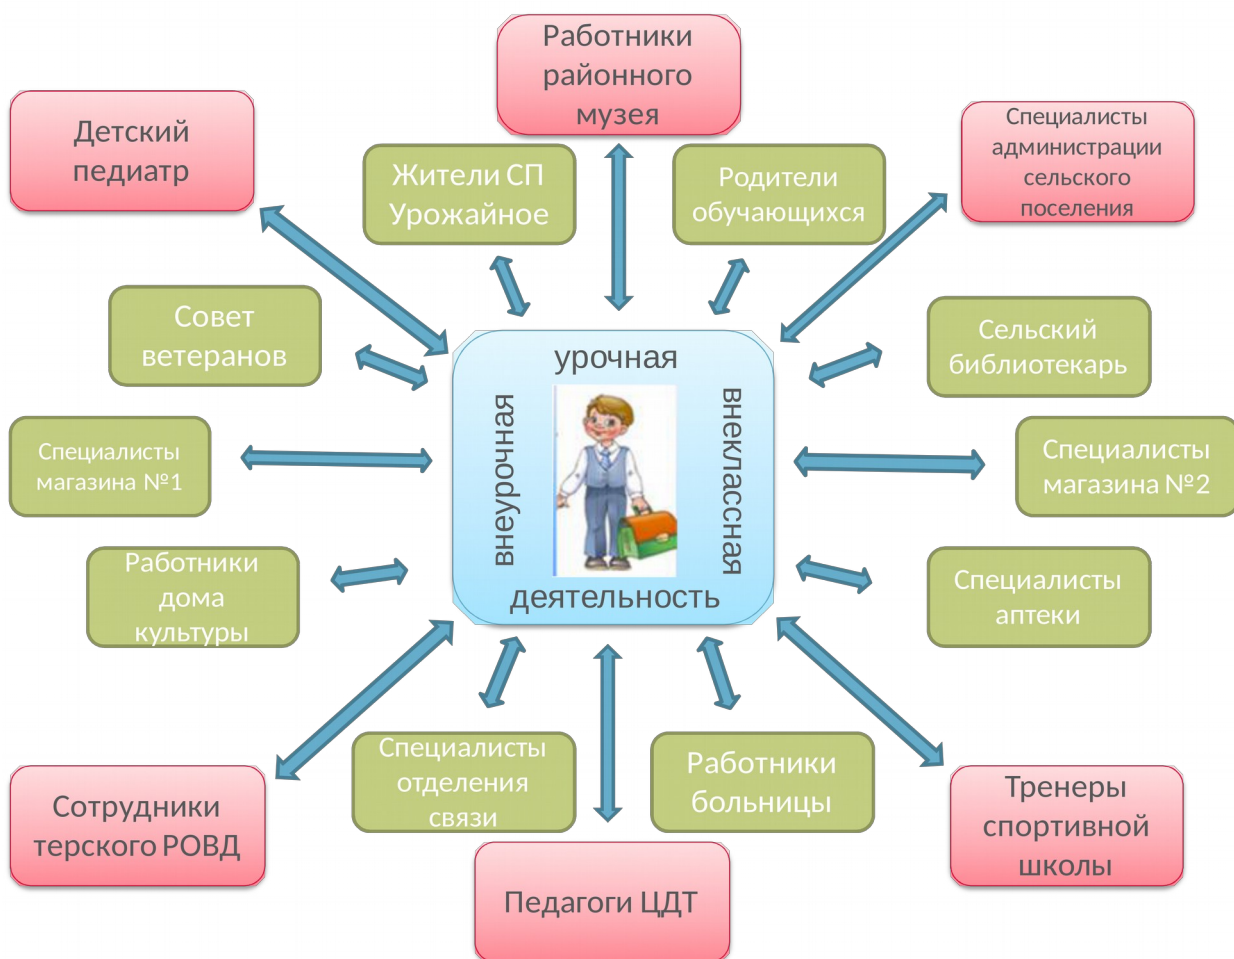 Работники
районного
музея
Детский
педиатр
Специалисты
администрации
сельского
поселения
Жители СП
Урожайное
Родители
обучающихся
Совет
ветеранов
Сельский
библиотекарь
урочная
внеурочная
внеклассная
деятельность
Специалисты
магазина №1
Специалисты
магазина №2
Работники
дома
культуры
Специалисты
аптеки
Специалисты
отделения
связи
Работники
больницы
Сотрудники
терского РОВД
Тренеры
спортивной
школы
Педагоги ЦДТ